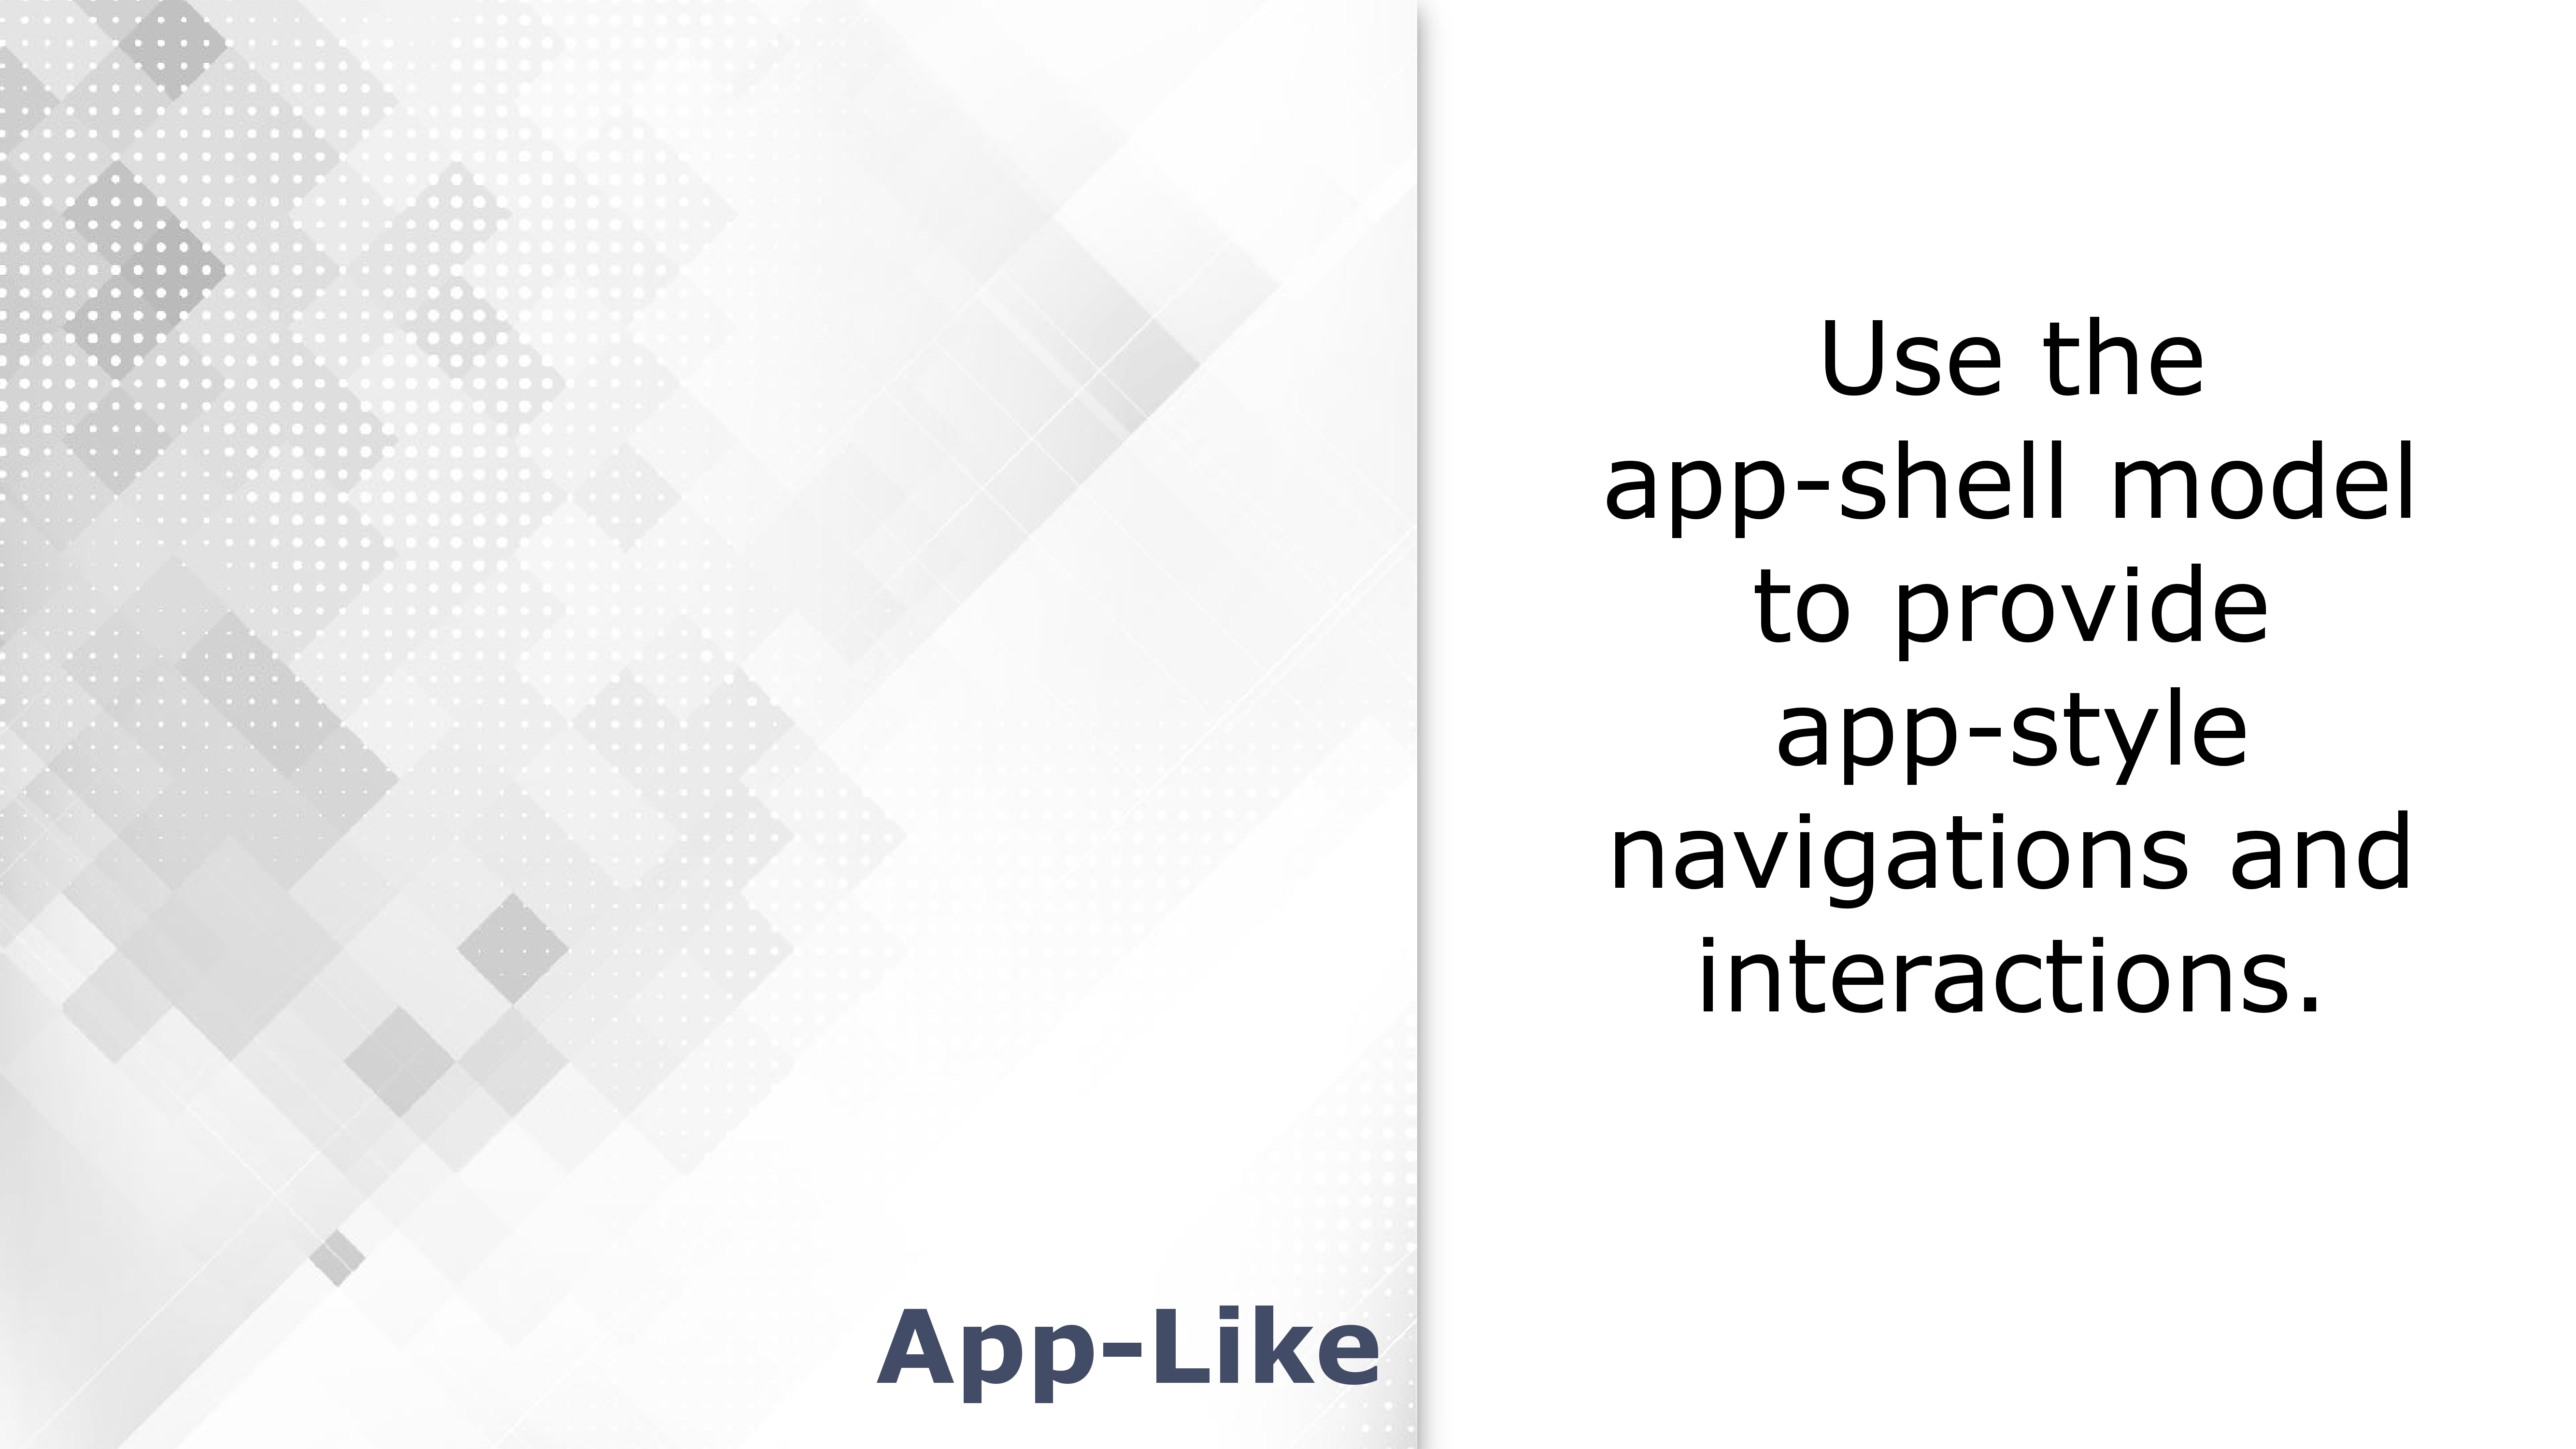 Use the
app-shell model
to provide
app-style
navigations and
interactions.
App-Like